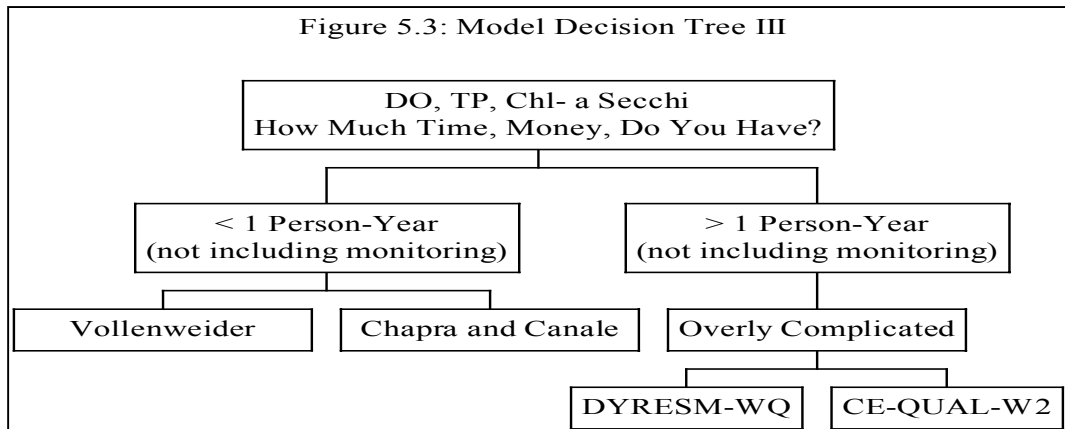 Figure 5.3: Model Decision Tree III
DO, TP, Chl- a Secchi
How Much Time, Money, Do You Have?
< 1 Person-Year
(not including monitoring)
> 1 Person-Year
(not including monitoring)
Vollenweider
Chapra and Canale
Overly Complicated
DYRESM-WQ
CE-QUAL-W2